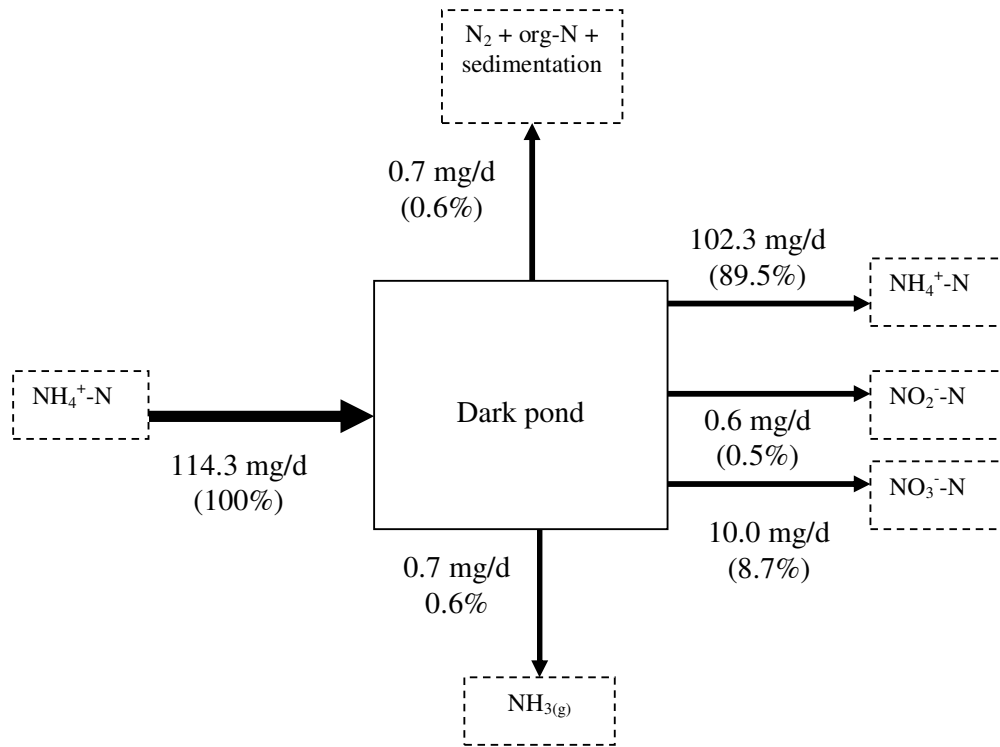 N₂ + org-N +
sedimentation
0.7 mg/d
(0.6%)
102.3 mg/d
(89.5%)
NH₄⁺-N
NH₄⁺-N
114.3 mg/d
(100%)
Dark pond
NO₂⁻-N
0.6 mg/d
(0.5%)
NO₃⁻-N
10.0 mg/d
(8.7%)
0.7 mg/d
0.6%
NH₃₍g₎